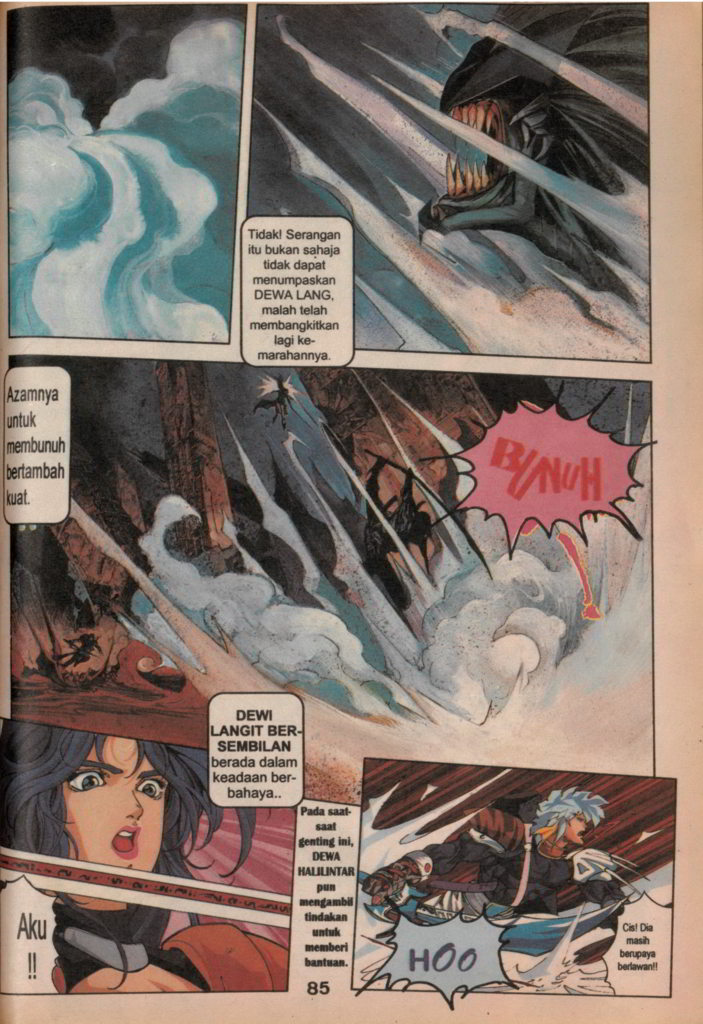 Tidak! Serangan
itu bukan sahaja
tidak dapat
menumpaskan
DEWA LANG,
malah telah
membangkitkan
lagi ke-
marahannya.
Azamnya
untuk
membunuh
bertambah
kuat.
BUNUH
DEWI
LANGIT BER-
SEMBILAN
berada dalam
keadaan ber-
bahaya..
Aku
!!
Pada saat-
saat
genting ini,
DEWA
HALILINTAR
pun
mengambil
tindakan
untuk
memberi
bantuan.
HOO
Cis! Dia
masih
berupaya
berlawan!!
85